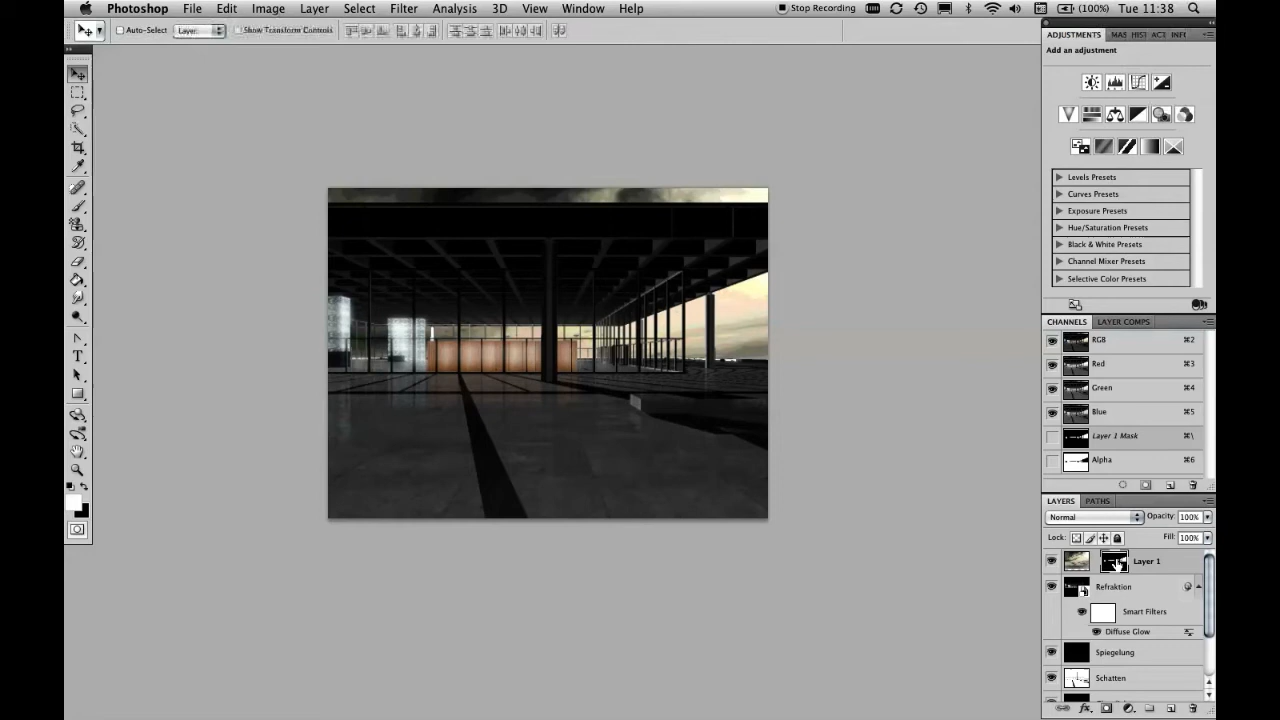 Photoshop File Edit Image Layer Select Filter Analysis 3D View Window Help Stop Recording (100%) Tue 11:38
Auto-Select Layer Show Transform Controls
ADJUSTMENTS MAS HIST ACT INFO
Add an adjustment
Levels Presets
Curves Presets
Exposure Presets
Hue/Saturation Presets
Black & White Presets
Channel Mixer Presets
Selective Color Presets
CHANNELS LAYER COMPS
RGB ⌘2
Red ⌘3
Green ⌘4
Blue ⌘5
Layer 1 Mask ⌘\
Alpha ⌘6
LAYERS PATHS
Normal Opacity: 100%
Lock: Fill: 100%
Layer 1
Refraktion
Smart Filters
Diffuse Glow
Spiegelung
Schatten